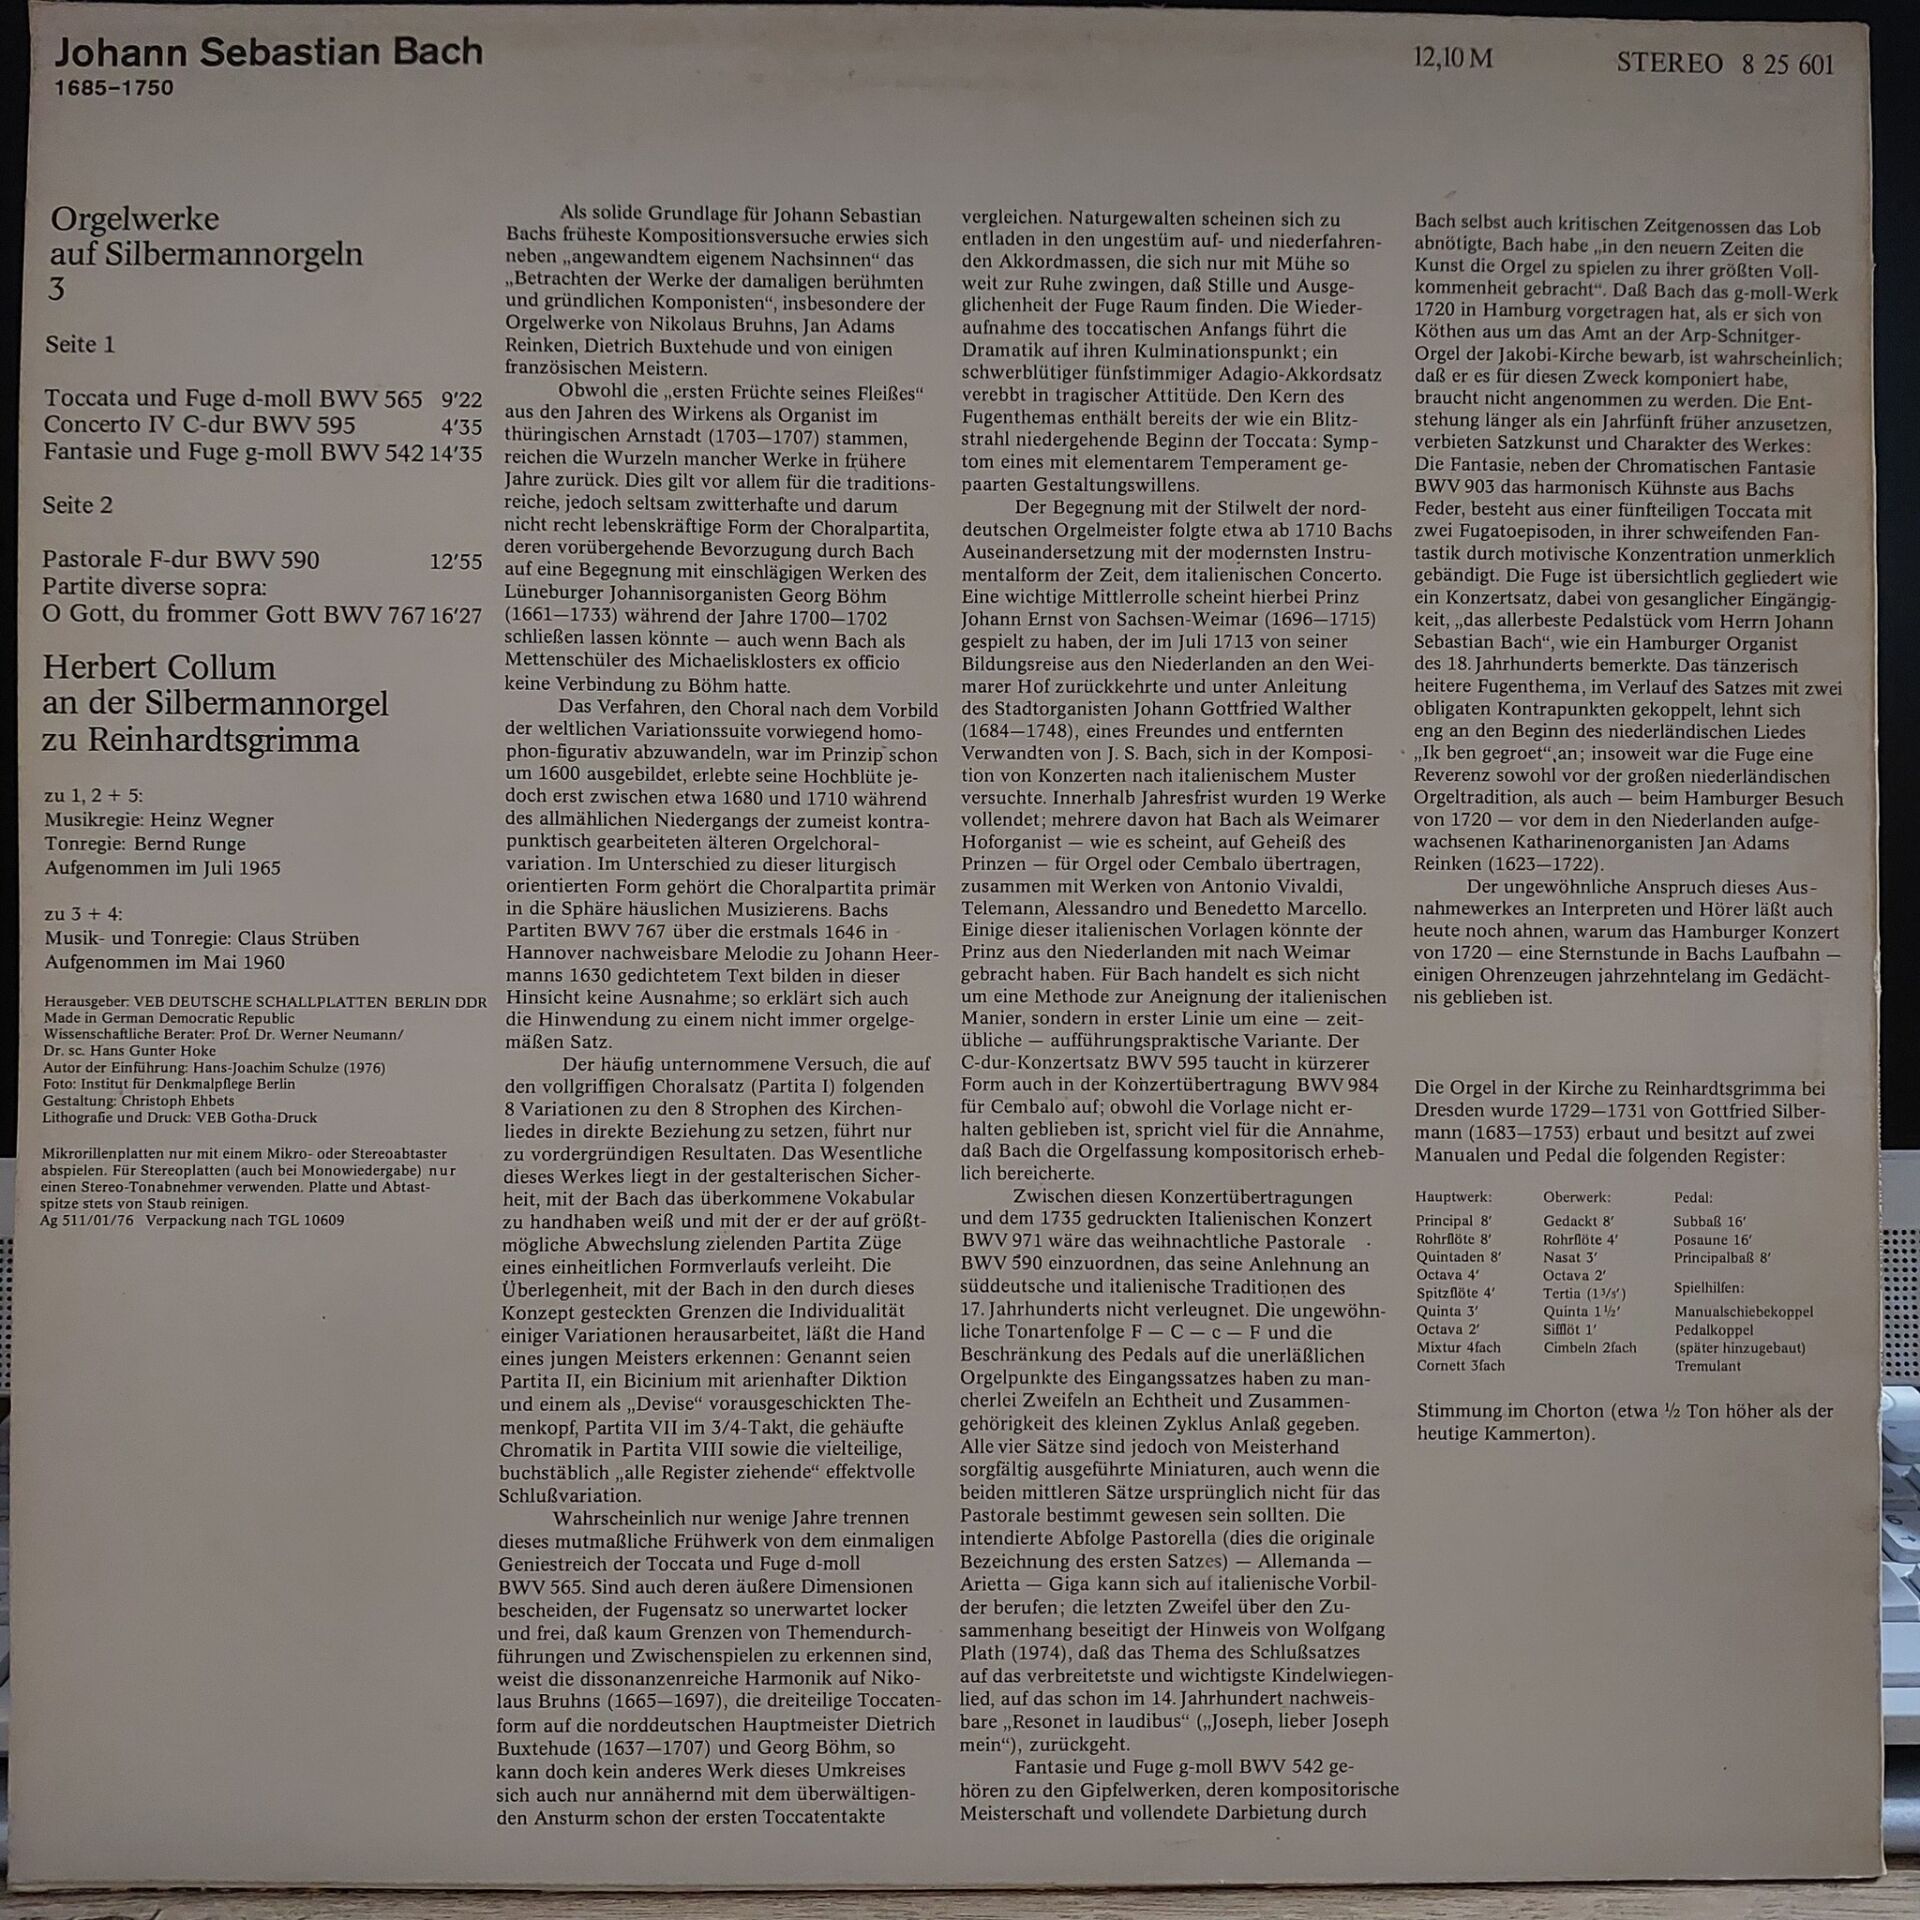 Johann Sebastian Bach
1685–1750
12,10 M
STEREO 8 25 601
Orgelwerke
auf Silbermannorgeln
3
Seite 1
Toccata und Fuge d-moll BWV 565 9′22
Concerto IV C-dur BWV 595 4′35
Fantasie und Fuge g-moll BWV 542 14′35
Seite 2
Pastorale F-dur BWV 590 12′55
Partite diverse sopra:
O Gott, du frommer Gott BWV 767 16′27
Herbert Collum
an der Silbermannorgel
zu Reinhardtsgrimma
zu 1, 2 + 5:
Musikregie: Heinz Wegner
Tonregie: Bernd Runge
Aufgenommen im Juli 1965
zu 3 + 4:
Musik- und Tonregie: Claus Strüben
Aufgenommen im Mai 1960
Herausgeber: VEB DEUTSCHE SCHALLPLATTEN BERLIN DDR
Made in German Democratic Republic
Wissenschaftliche Berater: Prof. Dr. Werner Neumann/
Dr. sc. Hans Gunter Hoke
Autor der Einführung: Hans-Joachim Schulze (1976)
Foto: Institut für Denkmalpflege Berlin
Gestaltung: Christoph Ehbets
Lithografie und Druck: VEB Gotha-Druck
Mikrorillenplatten nur mit einem Mikro- oder Stereoabtaster
abspielen. Für Stereoplatten (auch bei Monowiedergabe) nur
einen Stereo-Tonabnehmer verwenden. Platte und Abtast-
spitze stets von Staub reinigen.
Ag 511/01/76 Verpackung nach TGL 10609
Als solide Grundlage für Johann Sebastian
Bachs früheste Kompositionsversuche erwies sich
neben „angewandtem eigenem Nachsinnen“ das
„Betrachten der Werke der damaligen berühmten
und gründlichen Komponisten“, insbesondere der
Orgelwerke von Nikolaus Bruhns, Jan Adams
Reinken, Dietrich Buxtehude und von einigen
französischen Meistern.
Obwohl die „ersten Früchte seines Fleißes“
aus den Jahren des Wirkens als Organist im
thüringischen Arnstadt (1703—1707) stammen,
reichen die Wurzeln mancher Werke in frühere
Jahre zurück. Dies gilt vor allem für die traditions-
reiche, jedoch seltsam zwitterhafte und darum
nicht recht lebenskräftige Form der Choralpartita,
deren vorübergehende Bevorzugung durch Bach
auf eine Begegnung mit einschlägigen Werken des
Lüneburger Johannisorganisten Georg Böhm
(1661—1733) während der Jahre 1700—1702
schließen lassen könnte — auch wenn Bach als
Mettenschüler des Michaelisklosters ex officio
keine Verbindung zu Böhm hatte.
Das Verfahren, den Choral nach dem Vorbild
der weltlichen Variationssuite vorwiegend homo-
phon-figurativ abzuwandeln, war im Prinzip schon
um 1600 ausgebildet, erlebte seine Hochblüte je-
doch erst zwischen etwa 1680 und 1710 während
des allmählichen Niedergangs der zumeist kontra-
punktisch gearbeiteten älteren Orgelchoral-
variation. Im Unterschied zu dieser liturgisch
orientierten Form gehört die Choralpartita primär
in die Sphäre häuslichen Musizierens. Bachs
Partiten BWV 767 über die erstmals 1646 in
Hannover nachweisbare Melodie zu Johann Heer-
manns 1630 gedichtetem Text bilden in dieser
Hinsicht keine Ausnahme; so erklärt sich auch
die Hinwendung zu einem nicht immer orgelge-
mäßen Satz.
Der häufig unternommene Versuch, die auf
den vollgriffigen Choralsatz (Partita I) folgenden
8 Variationen zu den 8 Strophen des Kirchen-
liedes in direkte Beziehung zu setzen, führt nur
zu vordergründigen Resultaten. Das Wesentliche
dieses Werkes liegt in der gestalterischen Sicher-
heit, mit der Bach das überkommene Vokabular
zu handhaben weiß und mit der er der auf größt-
mögliche Abwechslung zielenden Partita Züge
eines einheitlichen Formverlaufs verleiht. Die
Überlegenheit, mit der Bach in den durch dieses
Konzept gesteckten Grenzen die Individualität
einiger Variationen herausarbeitet, läßt die Hand
eines jungen Meisters erkennen: Genannt seien
Partita II, ein Bicinium mit arienhafter Diktion
und einem als „Devise“ vorausgeschickten The-
menkopf, Partita VII im 3/4-Takt, die gehäufte
Chromatik in Partita VIII sowie die vielteilige,
buchstäblich „alle Register ziehende“ effektvolle
Schlußvariation.
Wahrscheinlich nur wenige Jahre trennen
dieses mutmaßliche Frühwerk von dem einmaligen
Geniestreich der Toccata und Fuge d-moll
BWV 565. Sind auch deren äußere Dimensionen
bescheiden, der Fugensatz so unerwartet locker
und frei, daß kaum Grenzen von Themendurch-
führungen und Zwischenspielen zu erkennen sind,
weist die dissonanzenreiche Harmonik auf Niko-
laus Bruhns (1665—1697), die dreiteilige Toccaten-
form auf die norddeutschen Hauptmeister Dietrich
Buxtehude (1637—1707) und Georg Böhm, so
kann doch kein anderes Werk dieses Umkreises
sich auch nur annähernd mit dem überwältigen-
den Ansturm schon der ersten Toccatentakte
vergleichen. Naturgewalten scheinen sich zu
entladen in den ungestüm auf- und niederfahren-
den Akkordmassen, die sich nur mit Mühe so
weit zur Ruhe zwingen, daß Stille und Ausge-
glichenheit der Fuge Raum finden. Die Wieder-
aufnahme des toccatischen Anfangs führt die
Dramatik auf ihren Kulminationspunkt; ein
schwerblütiger fünfstimmiger Adagio-Akkordsatz
verebbt in tragischer Attitüde. Den Kern des
Fugenthemas enthält bereits der wie ein Blitz-
strahl niedergehende Beginn der Toccata: Symp-
tom eines mit elementarem Temperament ge-
paarten Gestaltungswillens.
Der Begegnung mit der Stilwelt der nord-
deutschen Orgelmeister folgte etwa ab 1710 Bachs
Auseinandersetzung mit der modernsten Instru-
mentalform der Zeit, dem italienischen Concerto.
Eine wichtige Mittlerrolle scheint hierbei Prinz
Johann Ernst von Sachsen-Weimar (1696—1715)
gespielt zu haben, der im Juli 1713 von seiner
Bildungsreise aus den Niederlanden an den Wei-
marer Hof zurückkehrte und unter Anleitung
des Stadtorganisten Johann Gottfried Walther
(1684—1748), eines Freundes und entfernten
Verwandten von J. S. Bach, sich in der Komposi-
tion von Konzerten nach italienischem Muster
versuchte. Innerhalb Jahresfrist wurden 19 Werke
vollendet; mehrere davon hat Bach als Weimarer
Hoforganist — wie es scheint, auf Geheiß des
Prinzen — für Orgel oder Cembalo übertragen,
zusammen mit Werken von Antonio Vivaldi,
Telemann, Alessandro und Benedetto Marcello.
Einige dieser italienischen Vorlagen könnte der
Prinz aus den Niederlanden mit nach Weimar
gebracht haben. Für Bach handelt es sich nicht
um eine Methode zur Aneignung der italienischen
Manier, sondern in erster Linie um eine — zeit-
übliche — aufführungspraktische Variante. Der
C-dur-Konzertsatz BWV 595 taucht in kürzerer
Form auch in der Konzertübertragung BWV 984
für Cembalo auf; obwohl die Vorlage nicht er-
halten geblieben ist, spricht viel für die Annahme,
daß Bach die Orgelfassung kompositorisch erheb-
lich bereicherte.
Zwischen diesen Konzertübertragungen
und dem 1735 gedruckten Italienischen Konzert
BWV 971 wäre das weihnachtliche Pastorale
BWV 590 einzuordnen, das seine Anlehnung an
süddeutsche und italienische Traditionen des
17. Jahrhunderts nicht verleugnet. Die ungewöhn-
liche Tonartenfolge F — C — c — F und die
Beschränkung des Pedals auf die unerläßlichen
Orgelpunkte des Eingangssatzes haben zu man-
cherlei Zweifeln an Echtheit und Zusammen-
gehörigkeit des kleinen Zyklus Anlaß gegeben.
Alle vier Sätze sind jedoch von Meisterhand
sorgfältig ausgeführte Miniaturen, auch wenn die
beiden mittleren Sätze ursprünglich nicht für das
Pastorale bestimmt gewesen sein sollten. Die
intendierte Abfolge Pastorella (dies die originale
Bezeichnung des ersten Satzes) — Allemanda —
Arietta — Giga kann sich auf italienische Vorbil-
der berufen; die letzten Zweifel über den Zu-
sammenhang beseitigt der Hinweis von Wolfgang
Plath (1974), daß das Thema des Schlußsatzes
auf das verbreitetste und wichtigste Kindelwiegen-
lied, auf das schon im 14. Jahrhundert nachweis-
bare „Resonet in laudibus“ („Joseph, lieber Joseph
mein“), zurückgeht.
Fantasie und Fuge g-moll BWV 542 ge-
hören zu den Gipfelwerken, deren kompositorische
Meisterschaft und vollendete Darbietung durch
Bach selbst auch kritischen Zeitgenossen das Lob
abnötigte, Bach habe „in den neuern Zeiten die
Kunst die Orgel zu spielen zu ihrer größten Voll-
kommenheit gebracht“. Daß Bach das g-moll-Werk
1720 in Hamburg vorgetragen hat, als er sich von
Köthen aus um das Amt an der Arp-Schnitger-
Orgel der Jakobi-Kirche bewarb, ist wahrscheinlich;
daß er es für diesen Zweck komponiert habe,
braucht nicht angenommen zu werden. Die Ent-
stehung länger als ein Jahrfünft früher anzusetzen,
verbieten Satzkunst und Charakter des Werkes:
Die Fantasie, neben der Chromatischen Fantasie
BWV 903 das harmonisch Kühnste aus Bachs
Feder, besteht aus einer fünfteiligen Toccata mit
zwei Fugatoepisoden, in ihrer schweifenden Fan-
tastik durch motivische Konzentration unmerklich
gebändigt. Die Fuge ist übersichtlich gegliedert wie
ein Konzertsatz, dabei von gesanglicher Eingängig-
keit, „das allerbeste Pedalstück vom Herrn Johann
Sebastian Bach“, wie ein Hamburger Organist
des 18. Jahrhunderts bemerkte. Das tänzerisch
heitere Fugenthema, im Verlauf des Satzes mit zwei
obligaten Kontrapunkten gekoppelt, lehnt sich
eng an den Beginn des niederländischen Liedes
„Ik ben gegroet“ an; insoweit war die Fuge eine
Reverenz sowohl vor der großen niederländischen
Orgeltradition, als auch — beim Hamburger Besuch
von 1720 — vor dem in den Niederlanden aufge-
wachsenen Katharinenorganisten Jan Adams
Reinken (1623—1722).
Der ungewöhnliche Anspruch dieses Aus-
nahmewerkes an Interpreten und Hörer läßt auch
heute noch ahnen, warum das Hamburger Konzert
von 1720 — eine Sternstunde in Bachs Laufbahn —
einigen Ohrenzeugen jahrzehntelang im Gedächt-
nis geblieben ist.
Die Orgel in der Kirche zu Reinhardtsgrimma bei
Dresden wurde 1729—1731 von Gottfried Silber-
mann (1683—1753) erbaut und besitzt auf zwei
Manualen und Pedal die folgenden Register:
Hauptwerk:
Principal 8′
Rohrflöte 8′
Quintaden 8′
Octava 4′
Spitzflöte 4′
Quinta 3′
Octava 2′
Mixtur 4fach
Cornett 3fach
Oberwerk:
Gedackt 8′
Rohrflöte 4′
Nasat 3′
Octava 2′
Tertia (1³/₅′)
Quinta 1½′
Sifflöt 1′
Cimbeln 2fach
Pedal:
Subbaß 16′
Posaune 16′
Principalbaß 8′
Spielhilfen:
Manualschiebekoppel
Pedalkoppel
(später hinzugebaut)
Tremulant
Stimmung im Chorton (etwa ½ Ton höher als der
heutige Kammerton).